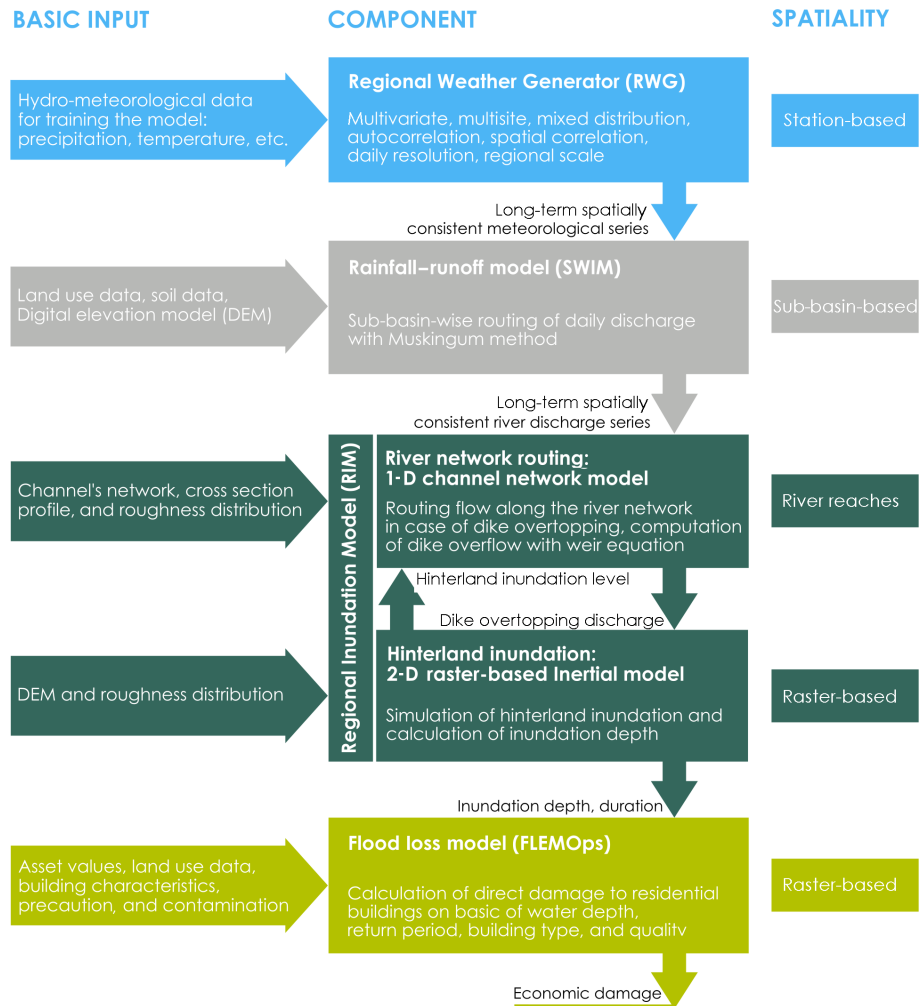 BASIC INPUT
COMPONENT
SPATIALITY
Hydro-meteorological data
for training the model:
precipitation, temperature, etc.
Regional Weather Generator (RWG)
Multivariate, multisite, mixed distribution,
autocorrelation, spatial correlation,
daily resolution, regional scale
Station-based
Long-term spatially
consistent meteorological series
Land use data, soil data,
Digital elevation model (DEM)
Rainfall–runoff model (SWIM)
Sub-basin-wise routing of daily discharge
with Muskingum method
Sub-basin-based
Long-term spatially
consistent river discharge series
Regional Inundation Model (RIM)
Channel's network, cross section
profile, and roughness distribution
River network routing:
1-D channel network model
Routing flow along the river network
in case of dike overtopping, computation
of dike overflow with weir equation
River reaches
Hinterland inundation level
Dike overtopping discharge
DEM and roughness distribution
Hinterland inundation:
2-D raster-based Inertial model
Simulation of hinterland inundation and
calculation of inundation depth
Raster-based
Inundation depth, duration
Asset values, land use data,
building characteristics,
precaution, and contamination
Flood loss model (FLEMOps)
Calculation of direct damage to residential
buildings on basic of water depth,
return period, building type, and quality
Raster-based
Economic damage